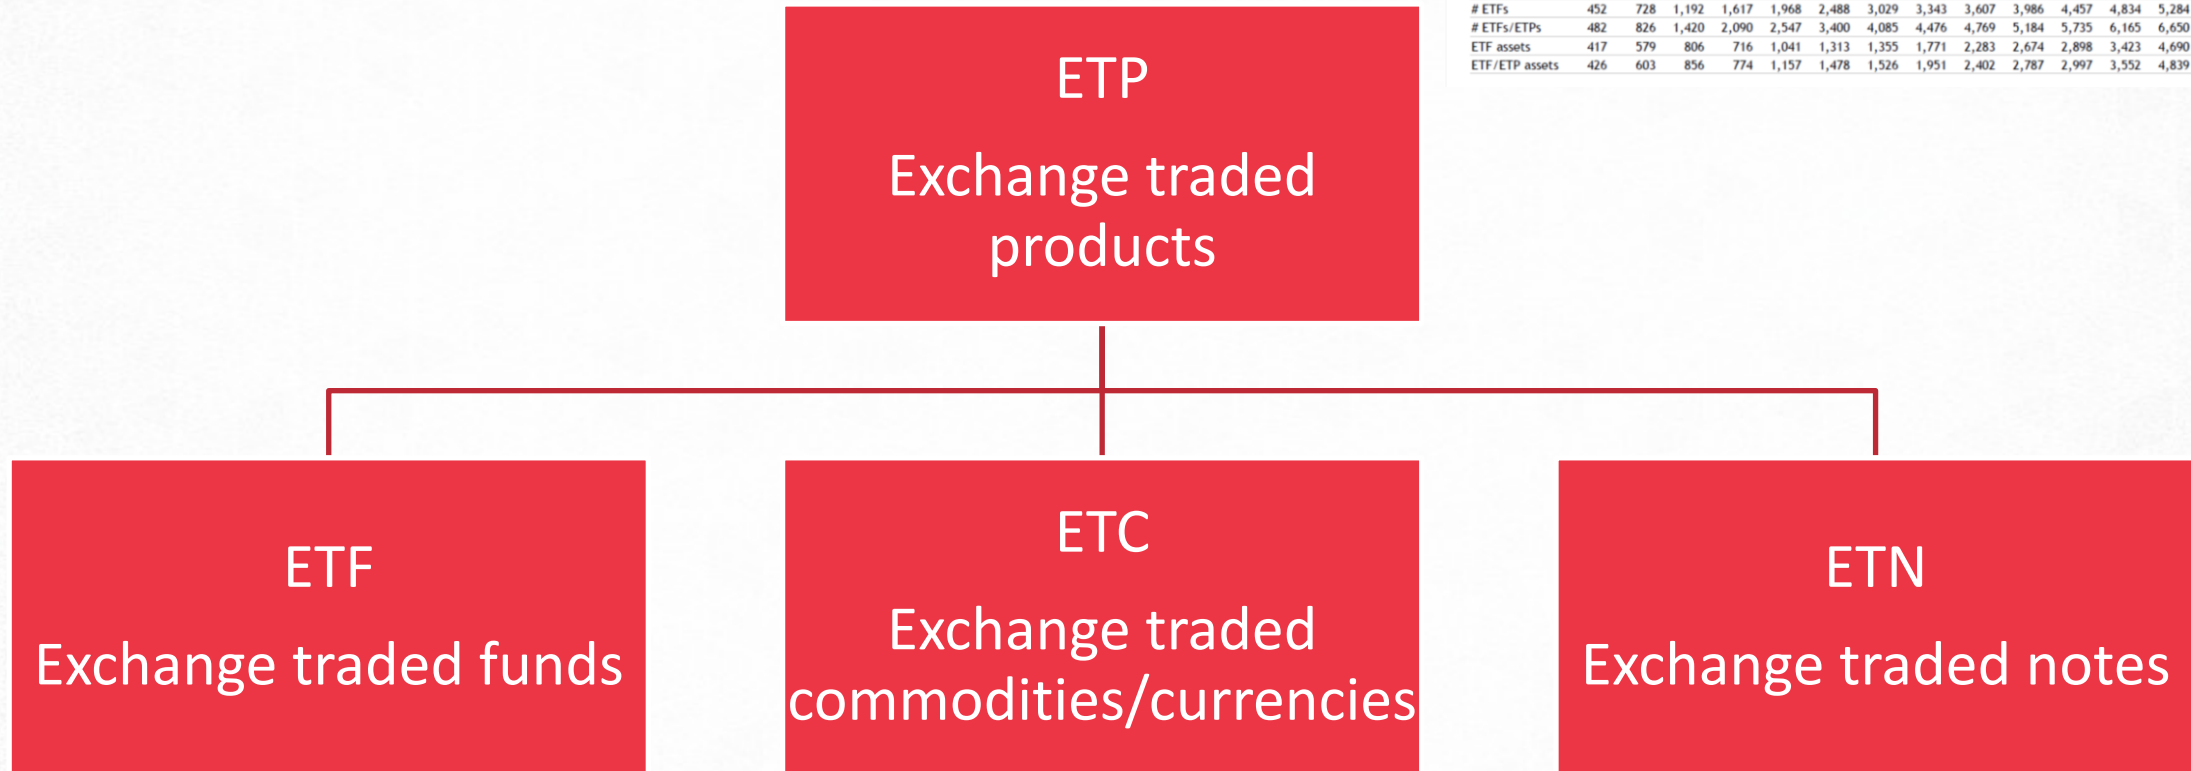 # ETFs 452 728 1,192 1,617 1,968 2,488 3,029 3,343 3,607 3,986 4,457 4,834 5,284
# ETFs/ETPs 482 826 1,420 2,090 2,547 3,400 4,085 4,476 4,769 5,184 5,735 6,165 6,650
ETF assets 417 579 806 716 1,041 1,313 1,355 1,771 2,283 2,674 2,898 3,423 4,690
ETF/ETP assets 426 603 856 774 1,157 1,478 1,526 1,951 2,402 2,787 2,997 3,552 4,839
ETP
Exchange traded
products
ETF
Exchange traded funds
ETC
Exchange traded
commodities/currencies
ETN
Exchange traded notes